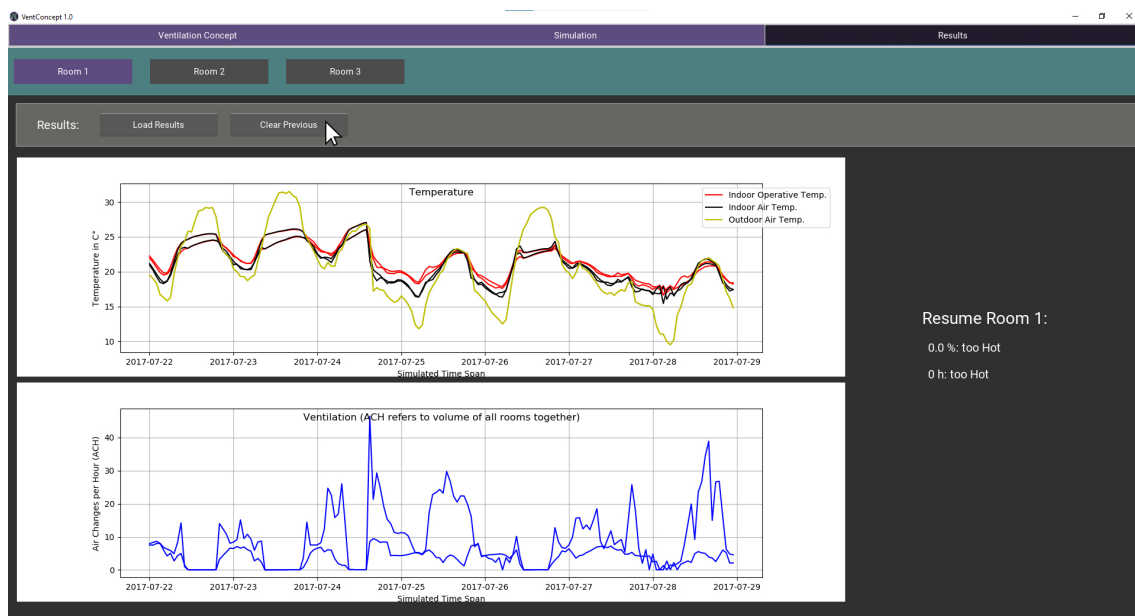 VentConcept 1.0
Ventilation Concept Simulation Results
Room 1 Room 2 Room 3
Results: Load Results Clear Previous
Temperature
Indoor Operative Temp.
Indoor Air Temp.
Outdoor Air Temp.
Temperature in C°
30
25
20
15
10
2017-07-22 2017-07-23 2017-07-24 2017-07-25 2017-07-26 2017-07-27 2017-07-28 2017-07-29
Simulated Time Span
Ventilation (ACH refers to volume of all rooms together)
Air Changes per Hour (ACH)
40
30
20
10
0
2017-07-22 2017-07-23 2017-07-24 2017-07-25 2017-07-26 2017-07-27 2017-07-28 2017-07-29
Simulated Time Span
Resume Room 1:
0.0 %: too Hot
0 h: too Hot